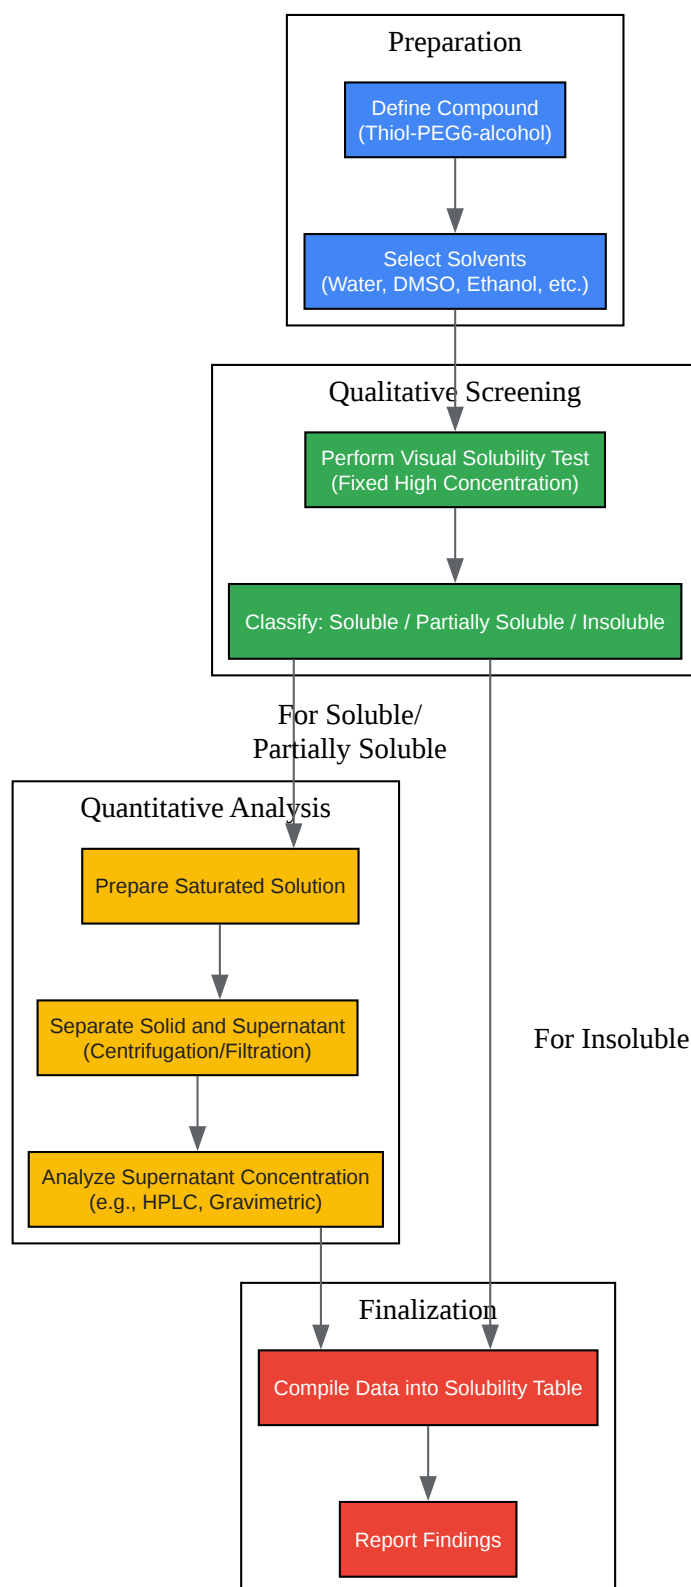 Preparation
Define Compound
(Thiol-PEG6-alcohol)
Select Solvents
(Water, DMSO, Ethanol, etc.)
Qualitative Screening
Perform Visual Solubility Test
(Fixed High Concentration)
Classify: Soluble / Partially Soluble / Insoluble
For Soluble/
Partially Soluble
Quantitative Analysis
Prepare Saturated Solution
Separate Solid and Supernatant
(Centrifugation/Filtration)
For Insoluble
Analyze Supernatant Concentration
(e.g., HPLC, Gravimetric)
Finalization
Compile Data into Solubility Table
Report Findings